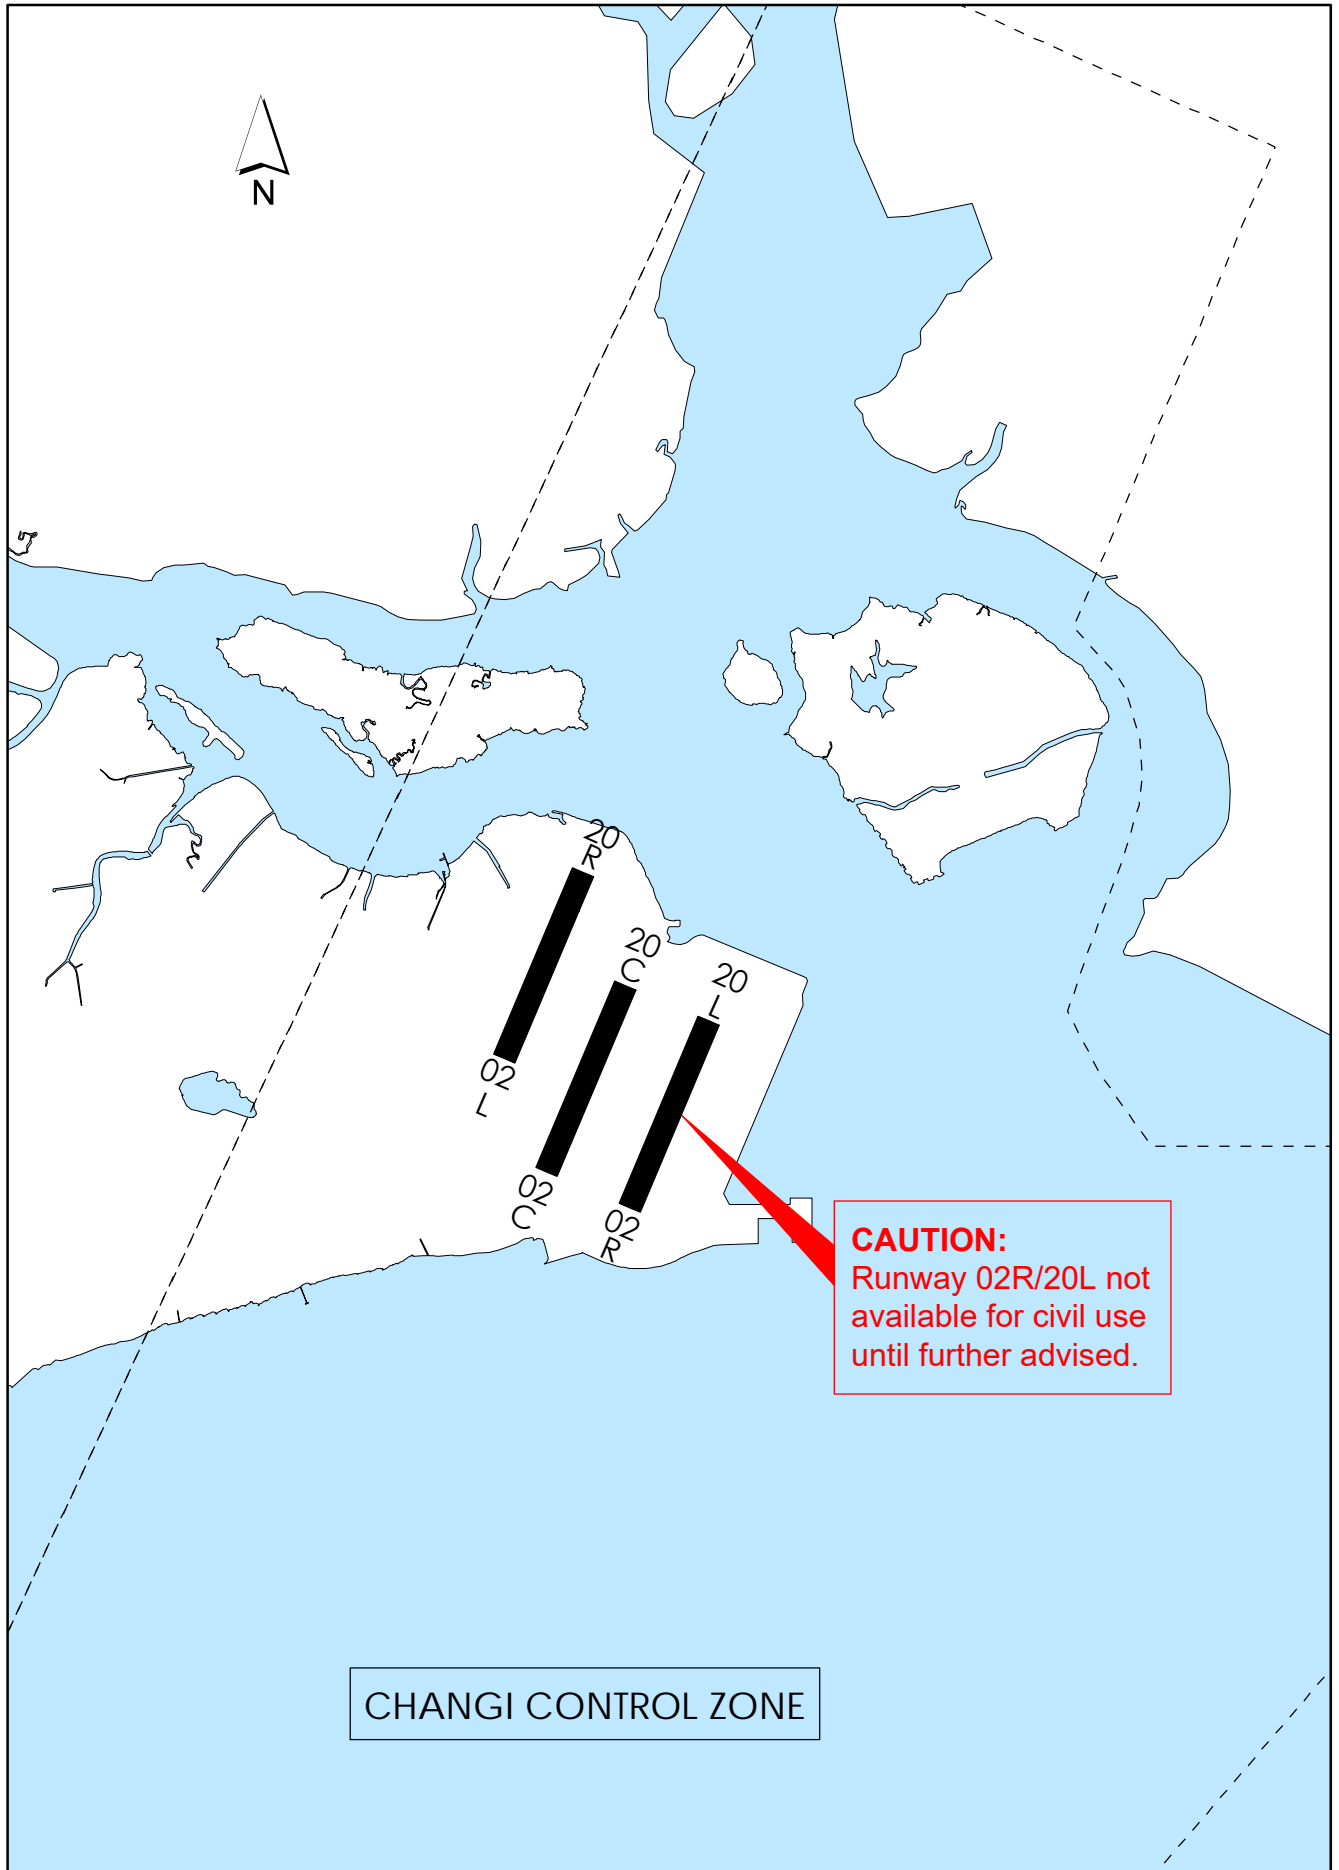 N
20
R
20
C
20
L
02
L
02
C
02
R
CAUTION:
Runway 02R/20L not
available for civil use
until further advised.
CHANGI CONTROL ZONE